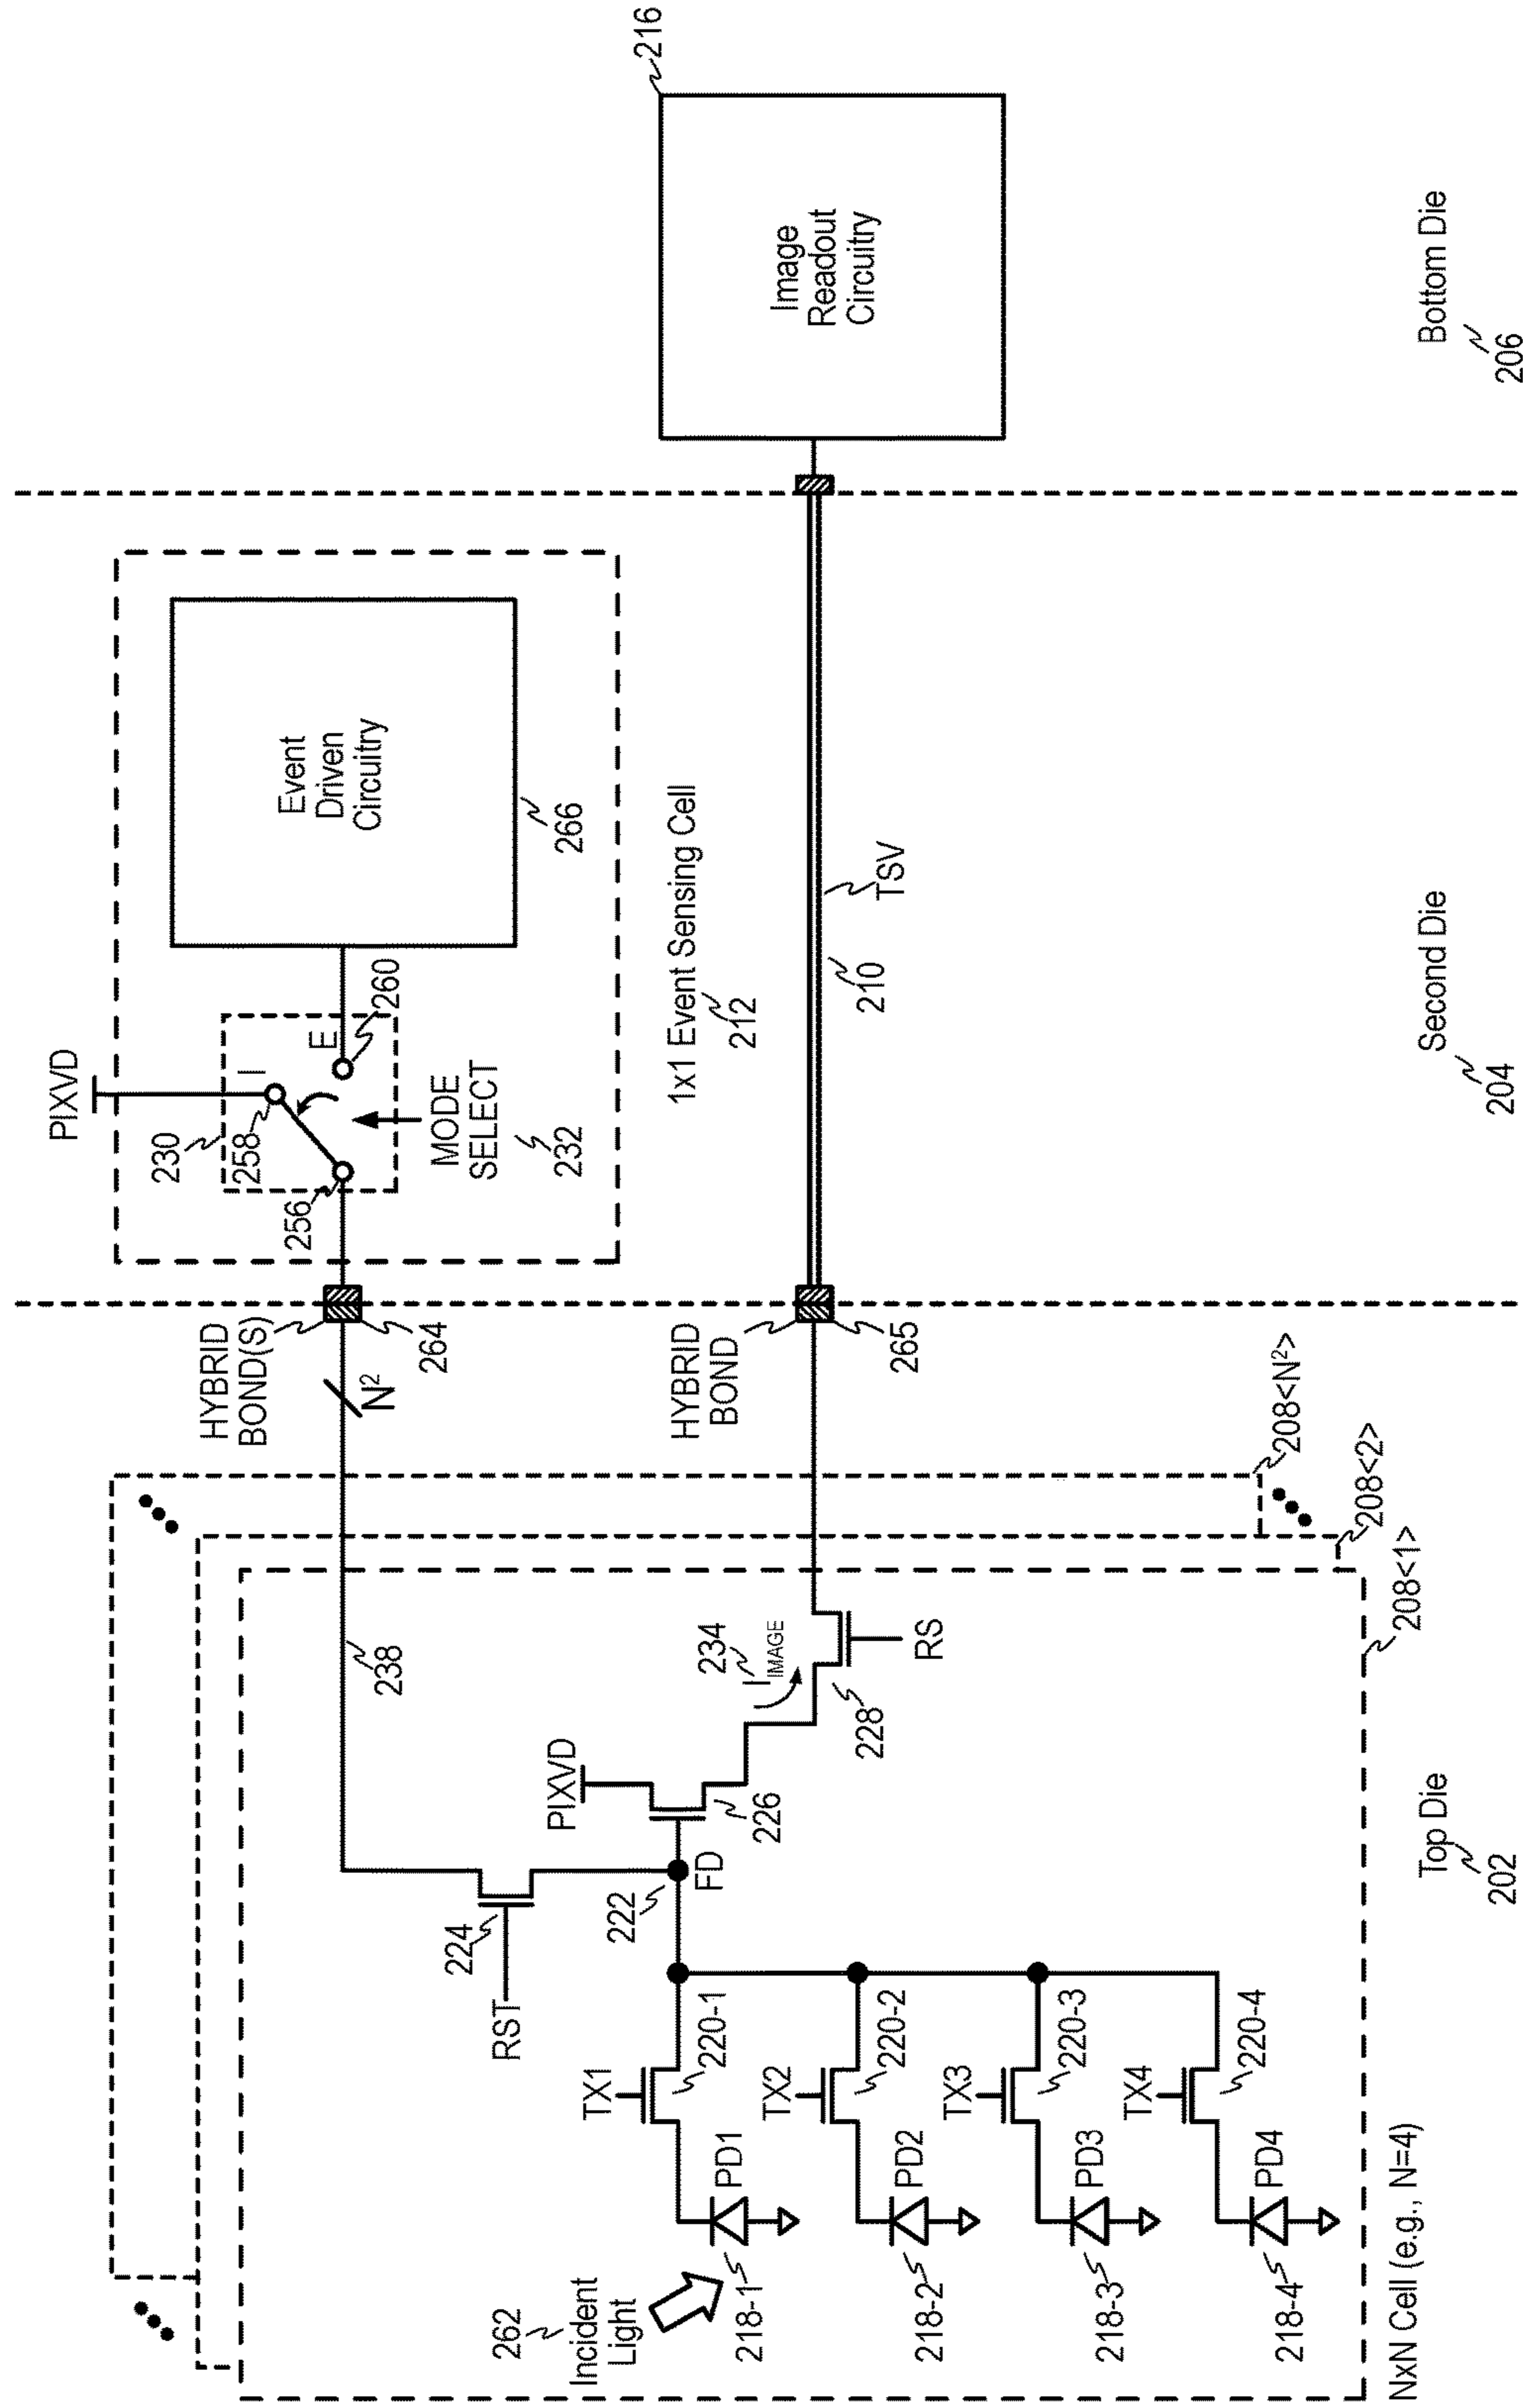 NxN Cell (e.g., N=4)
262
Incident
Light
218-1
PD1
218-2
PD2
218-3
PD3
218-4
PD4
TX1
220-1
TX2
220-2
TX3
220-3
TX4
220-4
RST
224
222
FD
PIXVD
226
234
I IMAGE
228
RS
238
208<1>
208<2>
208<N²>
Top Die
202
HYBRID
BOND(S)
264
N²
HYBRID
BOND
265
PIXVD
230
258
I
256
E
260
MODE
SELECT
232
Event
Driven
Circuitry
266
1x1 Event Sensing Cell
212
210
TSV
Second Die
204
216
Image
Readout
Circuitry
Bottom Die
206